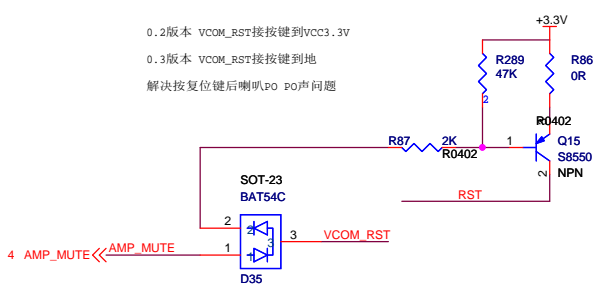 0.2版本 VCOM_RST接按键到VCC3.3V
0.3版本 VCOM_RST接按键到地
解决按复位键后喇叭PO PO声问题
+3.3V
R289
47K
2
R86
0R
R0402
R87
2K
R0402
1
Q15
S8550
NPN
2
RST
SOT-23
BAT54C
2
1
3
VCOM_RST
4 AMP_MUTE
AMP_MUTE
D35